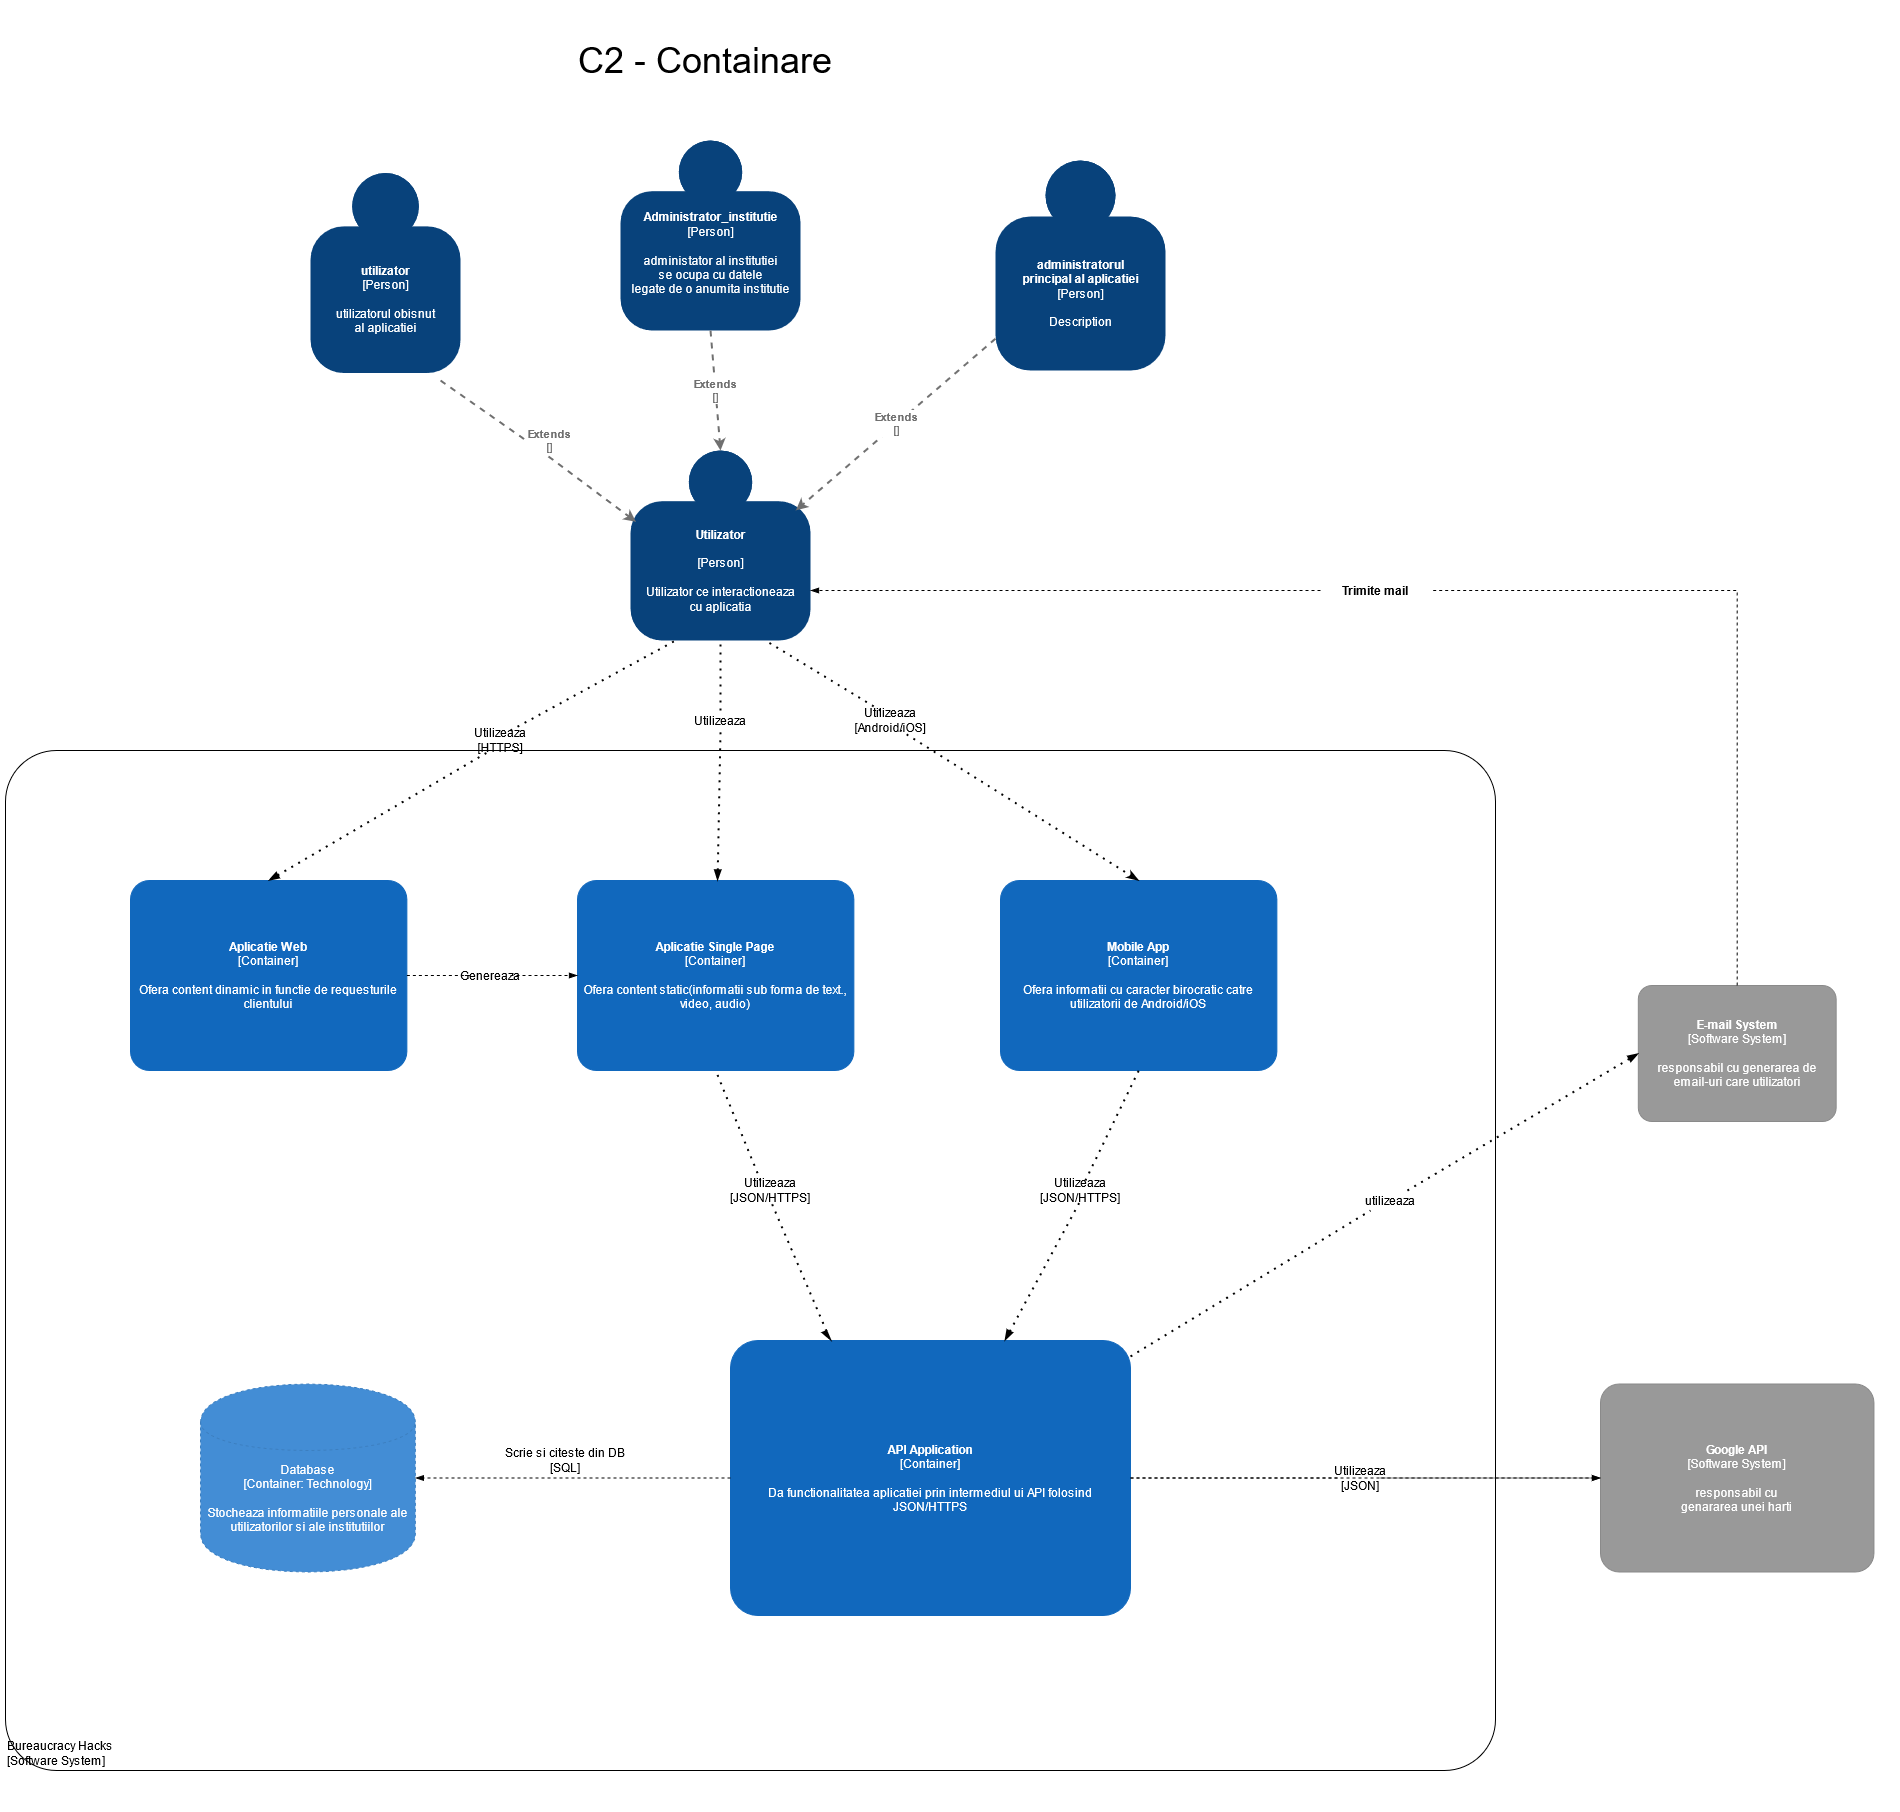 C2 - Containare
utilizator
[Person]
utilizatorul obisnut
al aplicatiei
Administrator_institutie
[Person]
administator al institutiei
se ocupa cu datele
legate de o anumita institutie
administratorul
principal al aplicatiei
[Person]
Description
Extends
[]
Extends
[]
Extends
[]
Utilizator
[Person]
Utilizator ce interactioneaza
cu aplicatia
Trimite mail
Utilizeaza
[HTTPS]
Utilizeaza
Utilizeaza
[Android/iOS]
Aplicatie Web
[Container]
Ofera content dinamic in functie de requesturile
clientului
Genereaza
Aplicatie Single Page
[Container]
Ofera content static(informatii sub forma de text,
video, audio)
Mobile App
[Container]
Ofera informatii cu caracter birocratic catre
utilizatorii de Android/iOS
E-mail System
[Software System]
responsabil cu generarea de
email-uri care utilizatori
Utilizeaza
[JSON/HTTPS]
Utilizeaza
[JSON/HTTPS]
utilizeaza
Database
[Container: Technology]
Stocheaza informatiile personale ale
utilizatorilor si ale institutiilor
Scrie si citeste din DB
[SQL]
API Application
[Container]
Da functionalitatea aplicatiei prin intermediul ui API folosind
JSON/HTTPS
Utilizeaza
[JSON]
Google API
[Software System]
responsabil cu
genararea unei harti
Bureaucracy Hacks
[Software System]